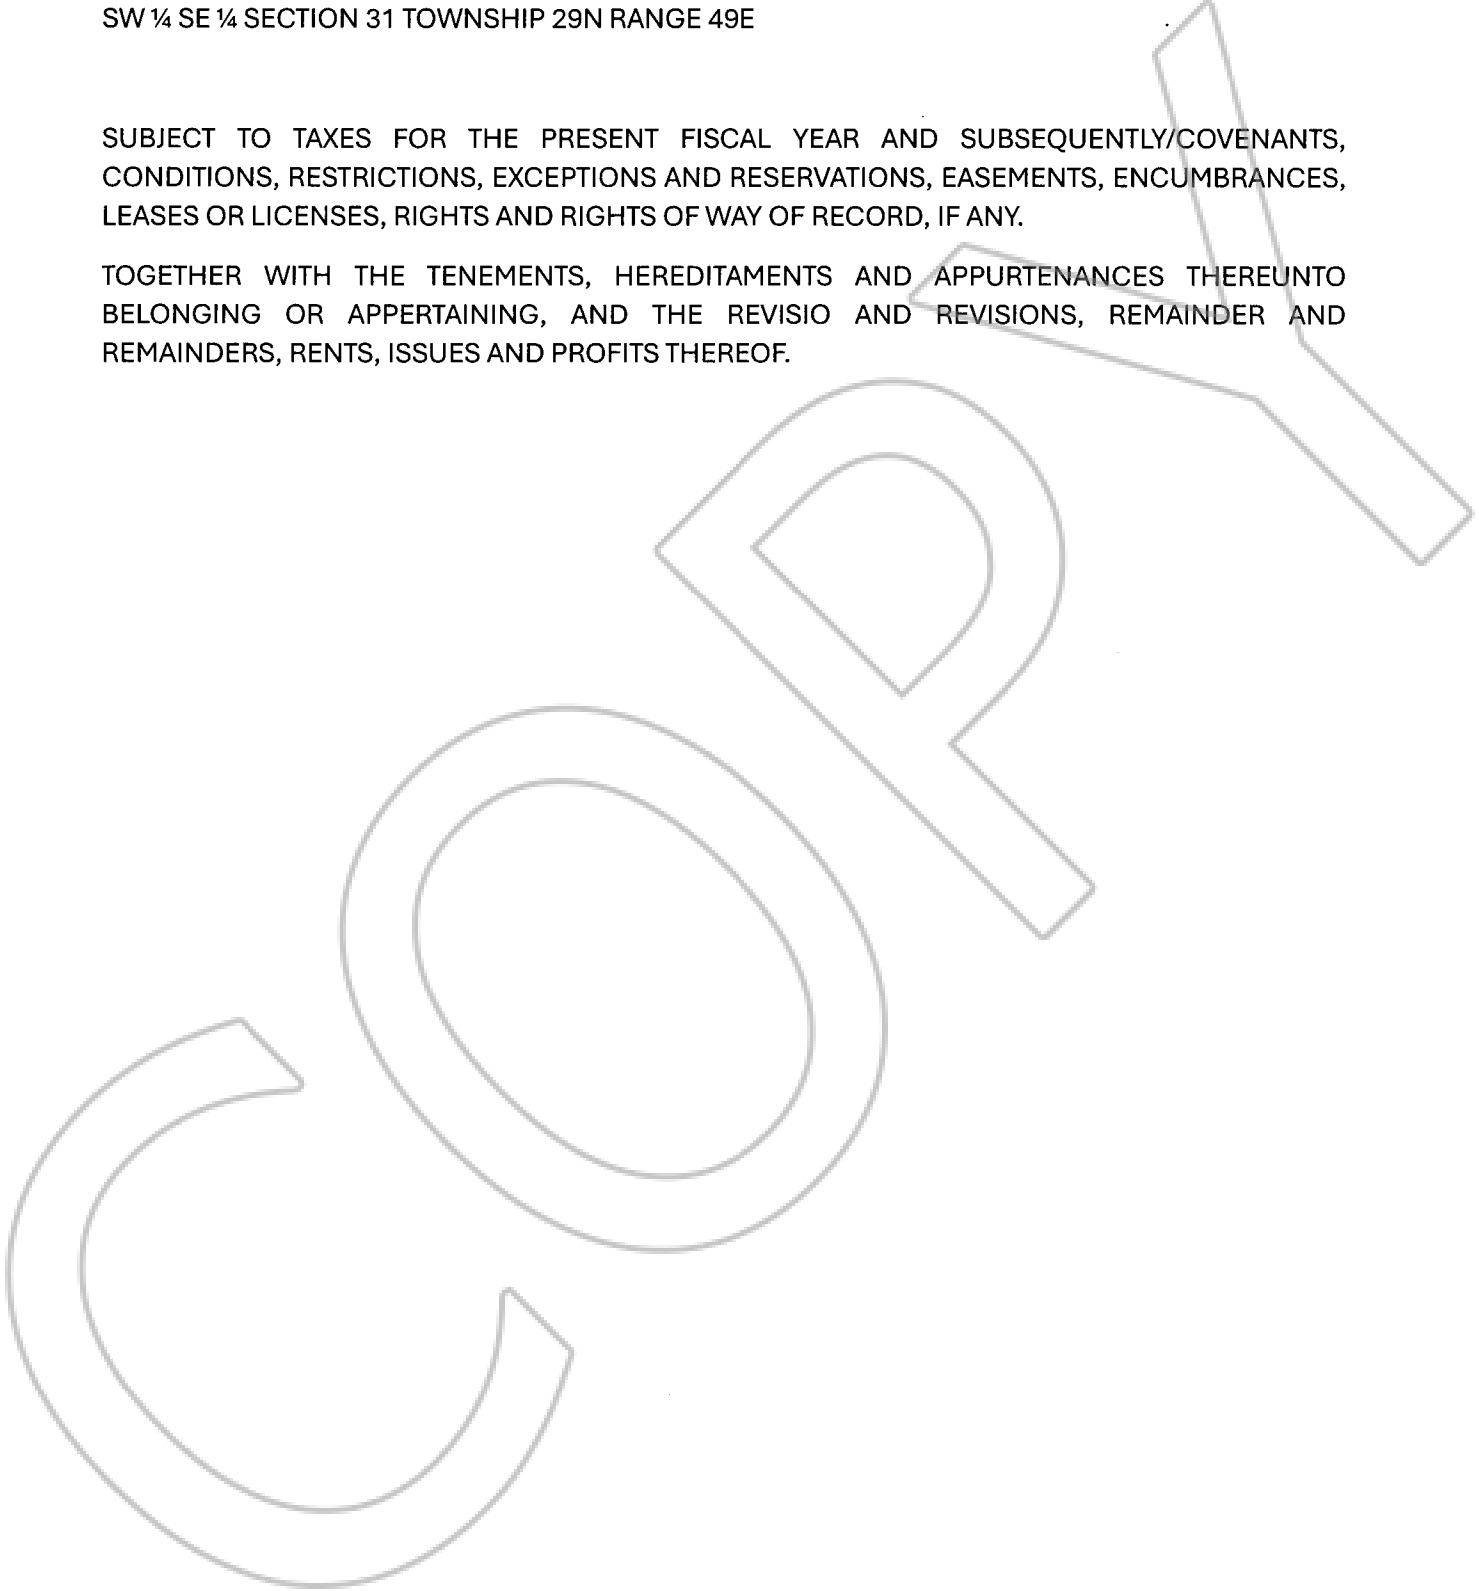 SW ¼ SE ¼ SECTION 31 TOWNSHIP 29N RANGE 49E
SUBJECT TO TAXES FOR THE PRESENT FISCAL YEAR AND SUBSEQUENTLY/COVENANTS,
CONDITIONS, RESTRICTIONS, EXCEPTIONS AND RESERVATIONS, EASEMENTS, ENCUMBRANCES,
LEASES OR LICENSES, RIGHTS AND RIGHTS OF WAY OF RECORD, IF ANY.
TOGETHER WITH THE TENEMENTS, HEREDITAMENTS AND APPURTENANCES THEREUNTO
BELONGING OR APPERTAINING, AND THE REVISIO AND REVISIONS, REMAINDER AND
REMAINDERS, RENTS, ISSUES AND PROFITS THEREOF.
COPY